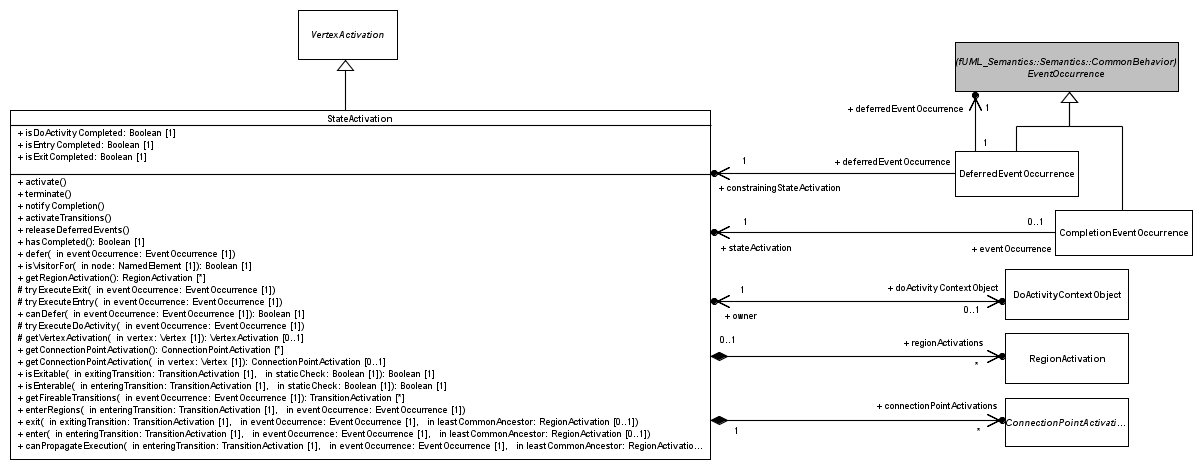 VertexActivation
(fUML_Semantics::Semantics::CommonBehavior)
EventOccurrence
StateActivation
+ isDoActivityCompleted: Boolean [1]
+ isEntryCompleted: Boolean [1]
+ isExitCompleted: Boolean [1]
+ activate()
+ terminate()
+ notifyCompletion()
+ activateTransitions()
+ releaseDeferredEvents()
+ hasCompleted(): Boolean [1]
+ defer( in eventOccurrence: EventOccurrence [1])
+ isVisitorFor( in node: NamedElement [1]): Boolean [1]
+ getRegionActivation(): RegionActivation [*]
# tryExecuteExit( in eventOccurrence: EventOccurrence [1])
# tryExecuteEntry( in eventOccurrence: EventOccurrence [1])
+ canDefer( in eventOccurrence: EventOccurrence [1]): Boolean [1]
# tryExecuteDoActivity( in eventOccurrence: EventOccurrence [1])
# getVertexActivation( in vertex: Vertex [1]): VertexActivation [0..1]
+ getConnectionPointActivation(): ConnectionPointActivation [*]
+ getConnectionPointActivation( in vertex: Vertex [1]): ConnectionPointActivation [0..1]
+ isExitable( in exitingTransition: TransitionActivation [1], in staticCheck: Boolean [1]): Boolean [1]
+ isEnterable( in enteringTransition: TransitionActivation [1], in staticCheck: Boolean [1]): Boolean [1]
+ getFireableTransitions( in eventOccurrence: EventOccurrence [1]): TransitionActivation [*]
+ enterRegions( in enteringTransition: TransitionActivation [1], in eventOccurrence: EventOccurrence [1])
+ exit( in exitingTransition: TransitionActivation [1], in eventOccurrence: EventOccurrence [1], in leastCommonAncestor: RegionActivation [0..1])
+ enter( in enteringTransition: TransitionActivation [1], in eventOccurrence: EventOccurrence [1], in leastCommonAncestor: RegionActivation [0..1])
+ canPropagateExecution( in enteringTransition: TransitionActivation [1], in eventOccurrence: EventOccurrence [1], in leastCommonAncestor: RegionActivatio...
+ deferredEventOccurrence 1
1
1 + deferredEventOccurrence
+ constrainingStateActivation
DeferredEventOccurrence
1 0..1
+ stateActivation + eventOccurrence
CompletionEventOccurrence
1 + doActivityContextObject
+ owner 0..1
DoActivityContextObject
0..1 + regionActivations
*
RegionActivation
+ connectionPointActivations
1 *
ConnectionPointActivati...